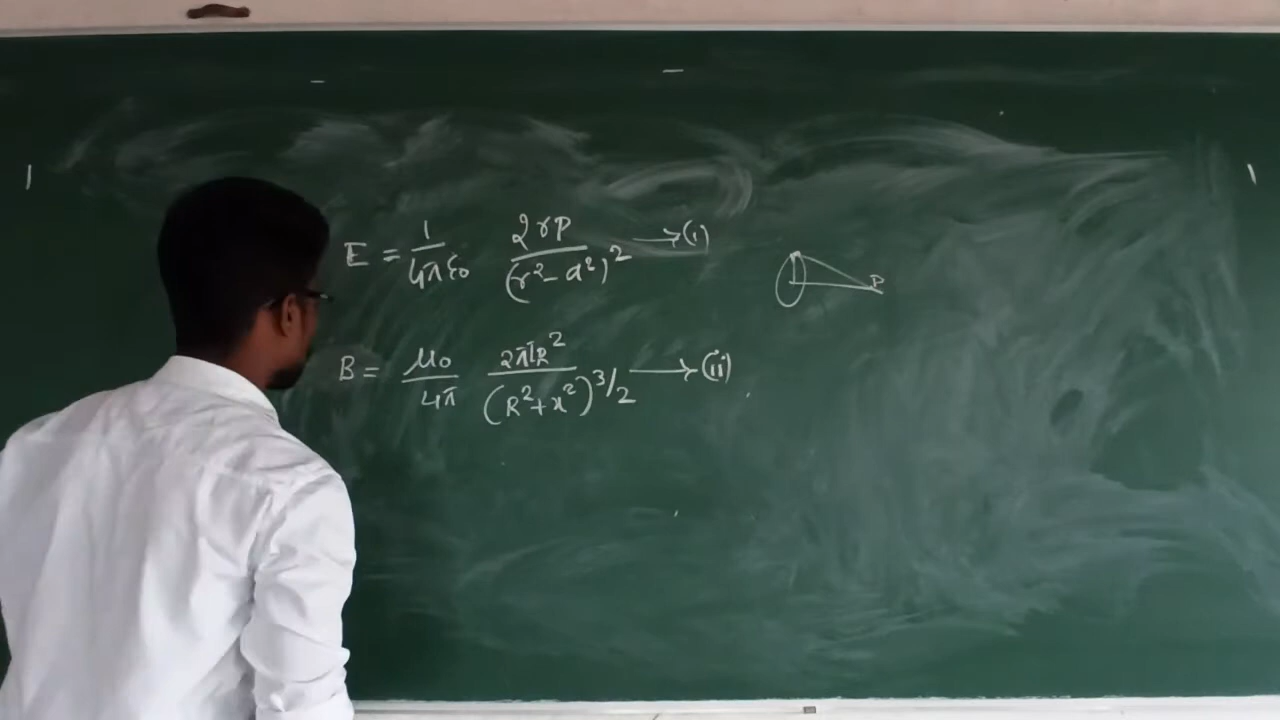 E = 1/4πε₀ 2rP/(r² - a²)² → (i)
P
B = μ₀/4π 2πIR²/(R² + x²)^3/2 → (ii)